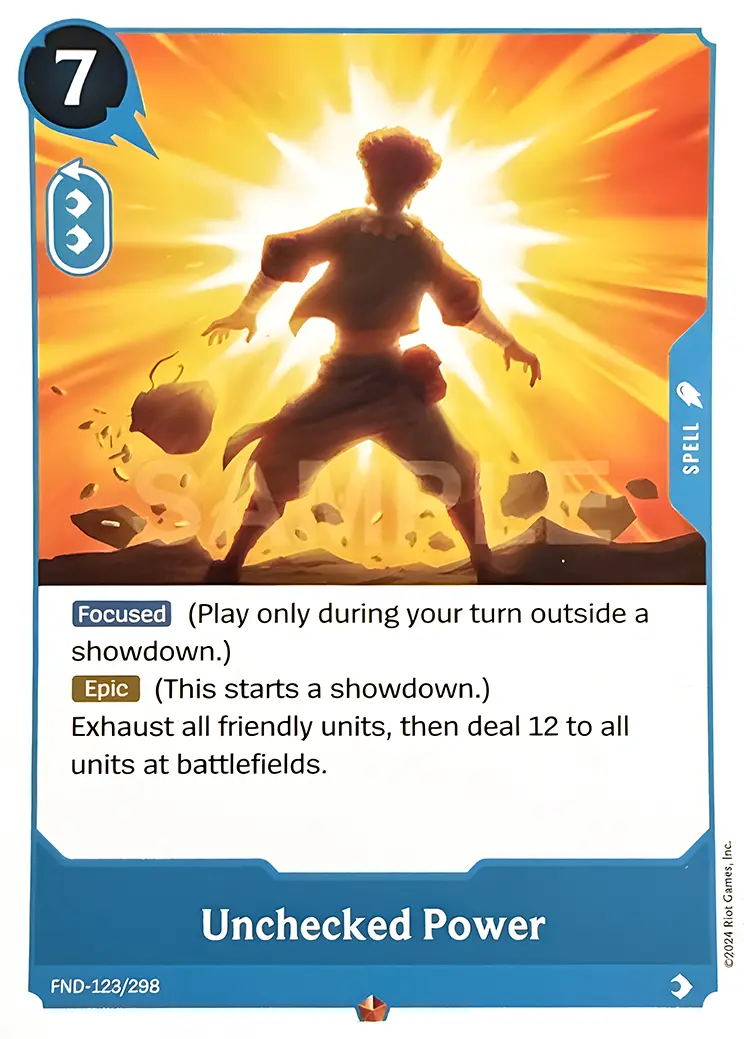 7
SPELL
SAMPLE
Focused (Play only during your turn outside a
showdown.)
Epic (This starts a showdown.)
Exhaust all friendly units, then deal 12 to all
units at battlefields.
Unchecked Power
©2024 Riot Games, Inc.
FND-123/298